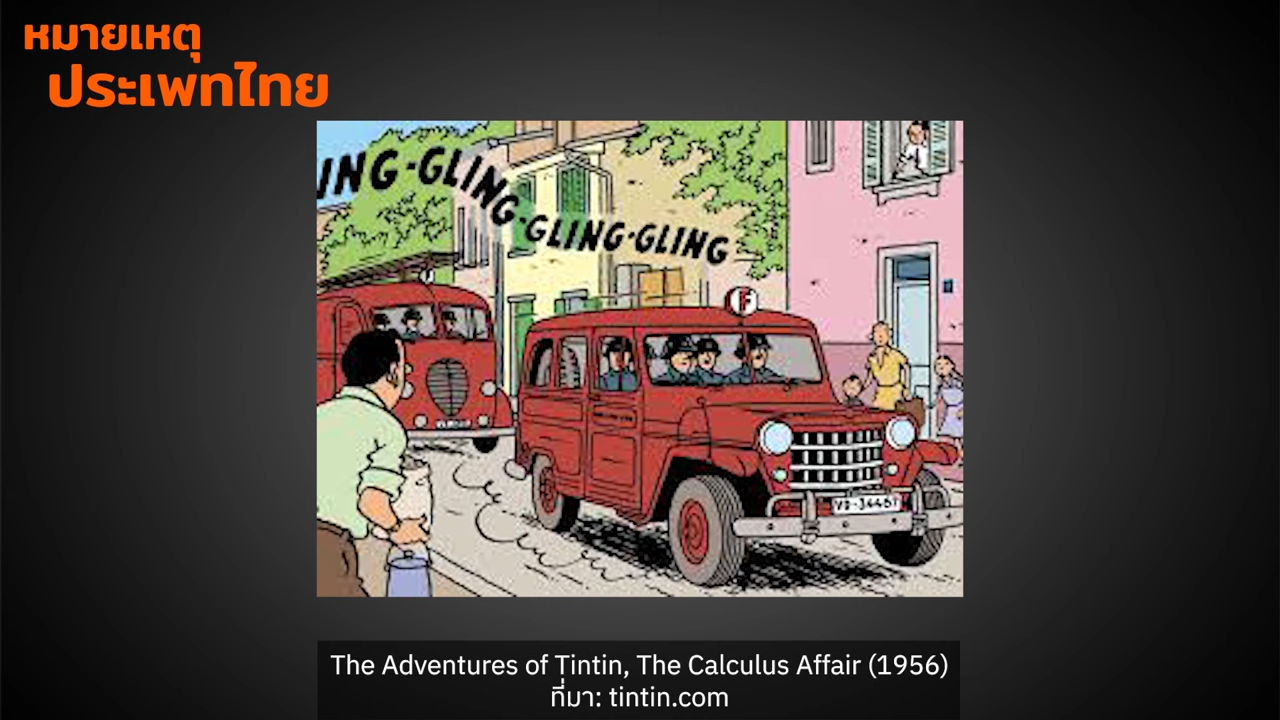 หมายเหตุ
ประเพทไทย
ING-GLING-GLING-GLING
F
The Adventures of Tintin, The Calculus Affair (1956)
ที่มา: tintin.com